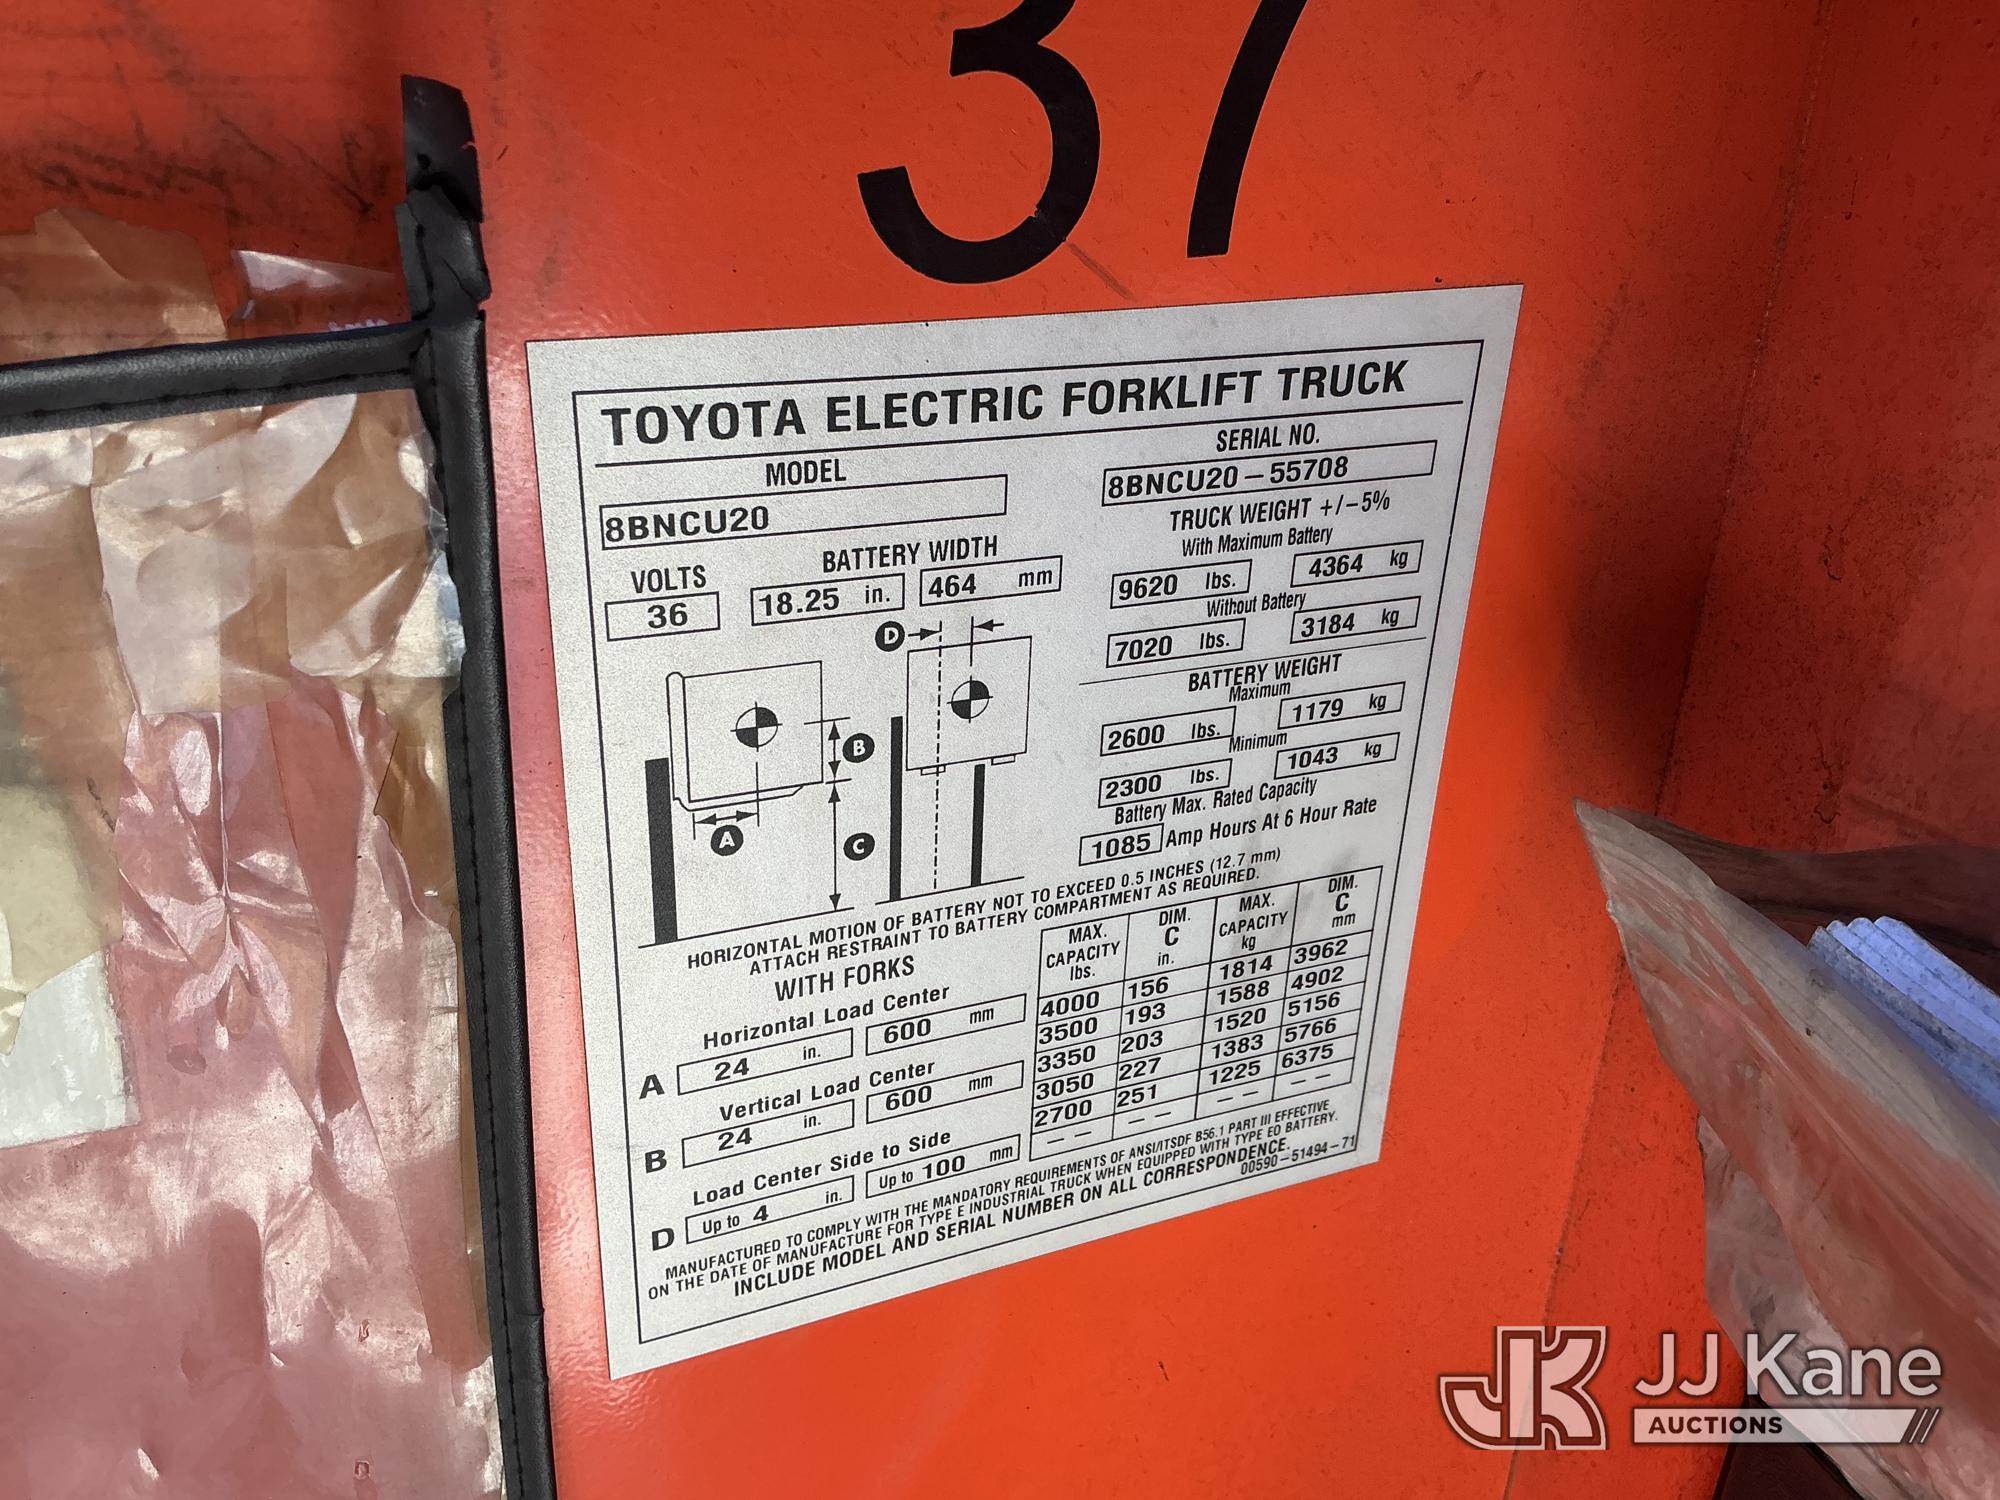 37
TOYOTA ELECTRIC FORKLIFT TRUCK
MODEL
8BNCU20
SERIAL NO.
8BNCU20-55708
VOLTS
36
BATTERY WIDTH
18.25 in. 464 mm
TRUCK WEIGHT +/-5%
With Maximum Battery
9620 lbs. 4364 kg
Without Battery
7020 lbs. 3184 kg
BATTERY WEIGHT
Maximum
2600 lbs. 1179 kg
Minimum
2300 lbs. 1043 kg
Battery Max. Rated Capacity
1085 Amp Hours At 6 Hour Rate
D
B
A
C
HORIZONTAL MOTION OF BATTERY NOT TO EXCEED 0.5 INCHES (12.7 mm)
ATTACH RESTRAINT TO BATTERY COMPARTMENT AS REQUIRED.
WITH FORKS
Horizontal Load Center
A 24 in. 600 mm
Vertical Load Center
B 24 in. 600 mm
Load Center Side to Side
D Up to 4 in. Up to 100 mm
MAX. CAPACITY lbs. DIM. C in. MAX. CAPACITY kg DIM. C mm
4000 156 1814 3962
3500 193 1588 4902
3350 203 1520 5156
3050 227 1383 5766
2700 251 1225 6375
-- -- -- --
MANUFACTURED TO COMPLY WITH THE MANDATORY REQUIREMENTS OF ANSI/ITSDF B56.1 PART III EFFECTIVE
ON THE DATE OF MANUFACTURE FOR TYPE E INDUSTRIAL TRUCK WHEN EQUIPPED WITH TYPE EO BATTERY.
INCLUDE MODEL AND SERIAL NUMBER ON ALL CORRESPONDENCE.
00590-51494-71
JK JJ Kane
AUCTIONS